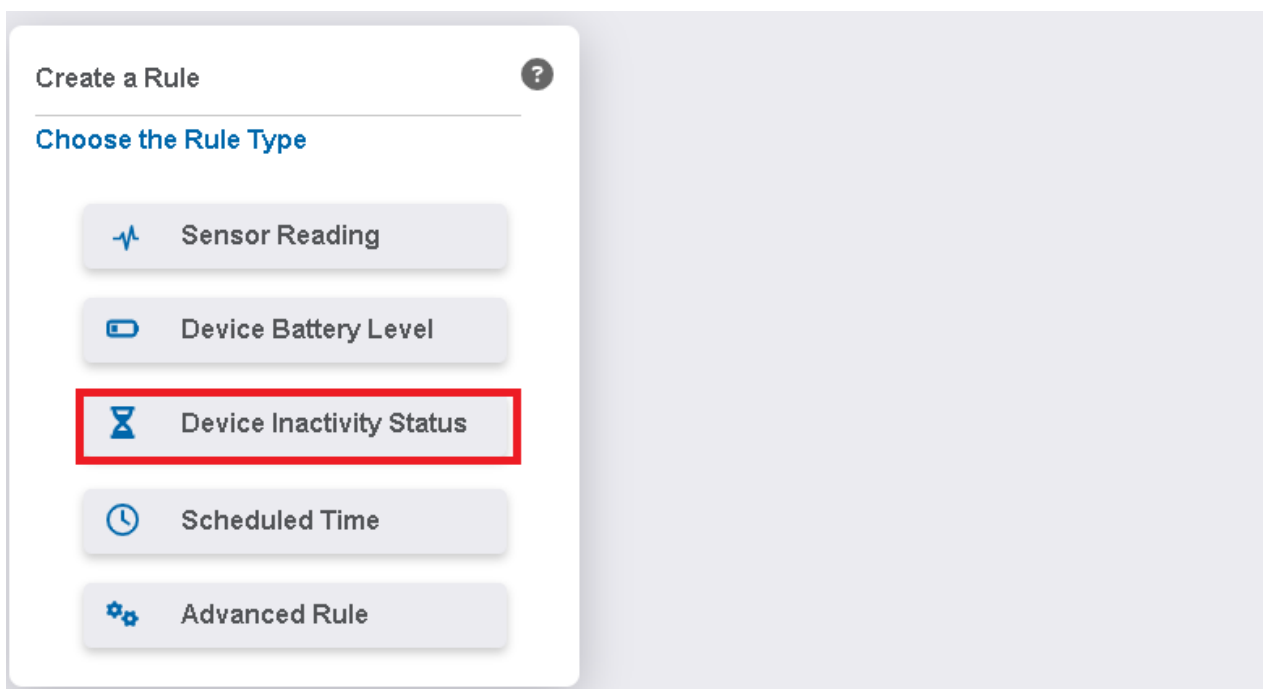 Create a Rule
?
Choose the Rule Type
Sensor Reading
Device Battery Level
Device Inactivity Status
Scheduled Time
Advanced Rule